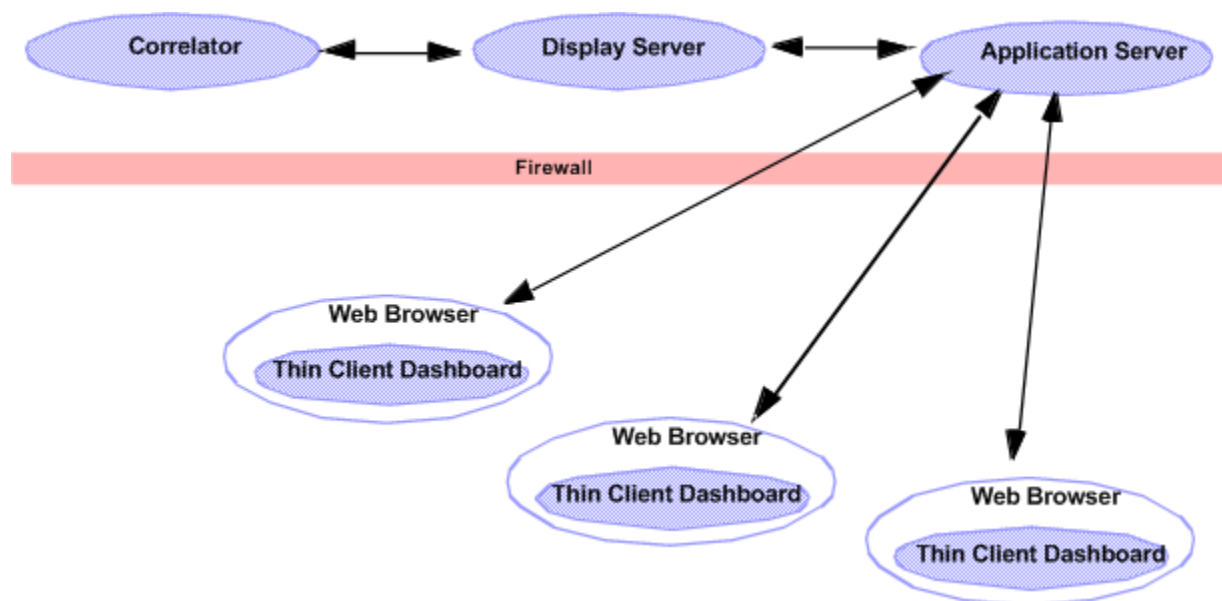 Correlator
Display Server
Application Server
Firewall
Web Browser
Thin Client Dashboard
Web Browser
Thin Client Dashboard
Web Browser
Thin Client Dashboard